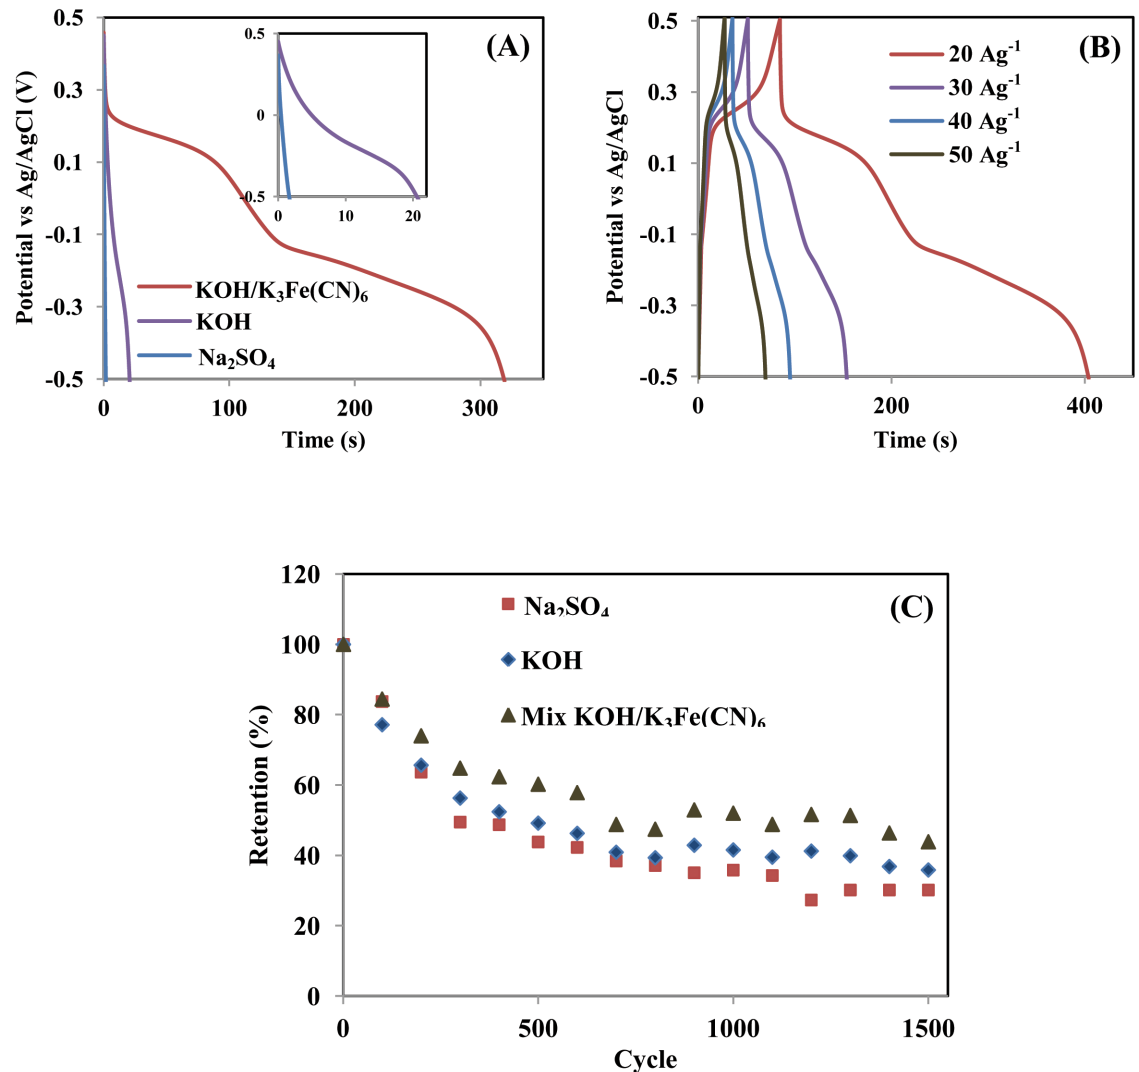 (A)
Potential vs Ag/AgCl (V)
0.5
0.3
0.1
-0.1
-0.3
-0.5
0.5
0
-0.5
0
10
20
KOH/K₃Fe(CN)₆
KOH
Na₂SO₄
0
100
200
300
Time (s)
(B)
Potential vs Ag/AgCl
0.5
0.3
0.1
-0.1
-0.3
-0.5
20 Ag⁻¹
30 Ag⁻¹
40 Ag⁻¹
50 Ag⁻¹
0
200
400
Time (s)
(C)
Retention (%)
120
100
80
60
40
20
0
Na₂SO₄
KOH
Mix KOH/K₃Fe(CN)₆
0
500
1000
1500
Cycle